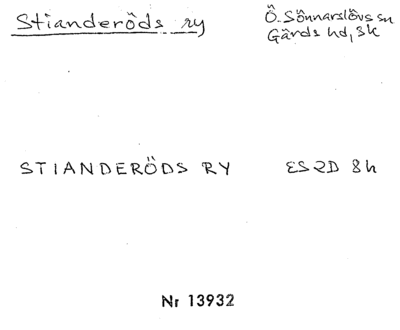 Stianderöds ry
Ö. Sönnarslövs sn
Gärds hd, Sk
STIANDERÖDS RY
ES 2D 8h
Nr 13932